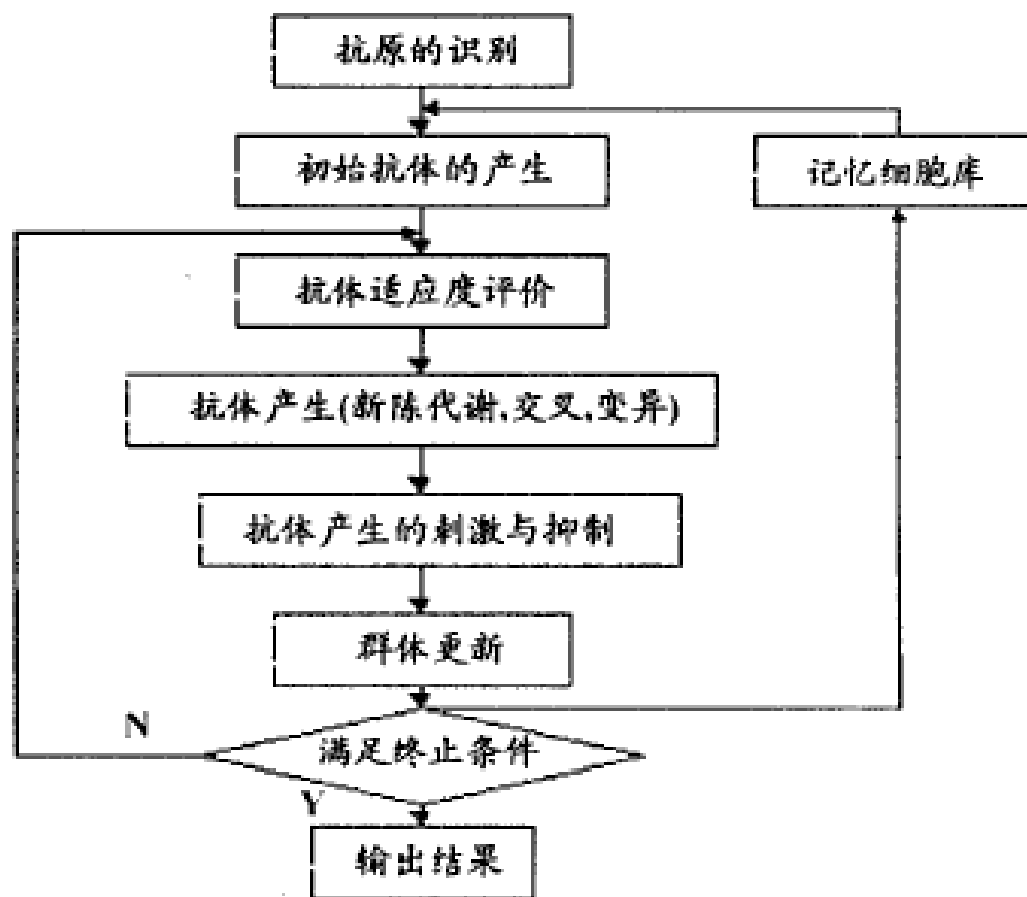 抗原的识别
初始抗体的产生
记忆细胞库
抗体适应度评价
抗体产生(新陈代谢,交叉,变异)
抗体产生的刺激与抑制
群体更新
N
满足终止条件
Y
输出结果